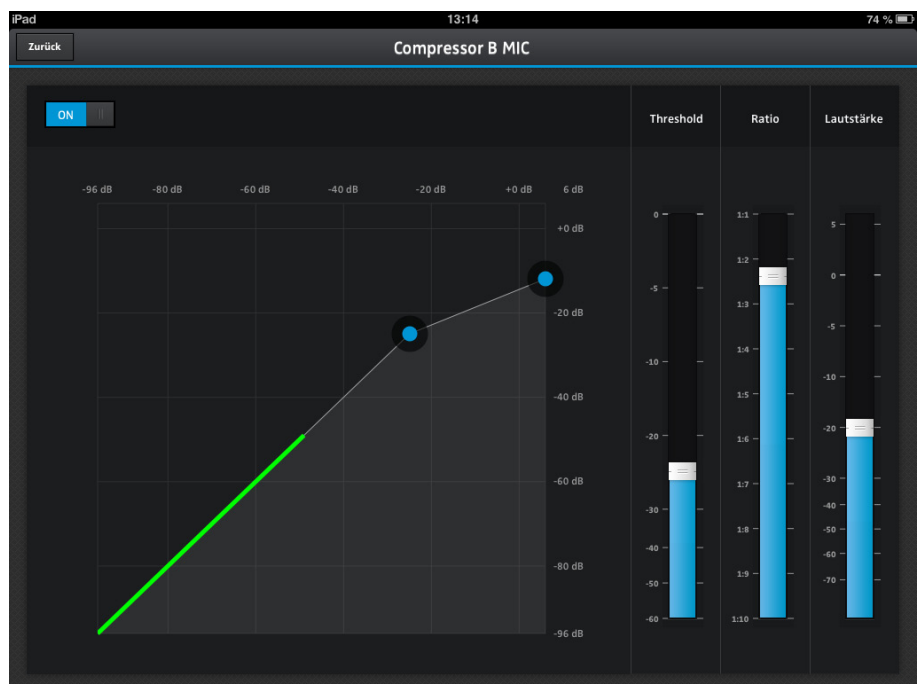 iPad 13:14 74 %
Zurück Compressor B MIC
ON
Threshold Ratio Lautstärke
-96 dB -80 dB -60 dB -40 dB -20 dB +0 dB 6 dB
+0 dB
-20 dB
-40 dB
-60 dB
-80 dB
-96 dB
0
-5
-10
-20
-30
-40
-50
-60
1:1
1:2
1:3
1:4
1:5
1:6
1:7
1:8
1:9
1:10
5
0
-5
-10
-20
-30
-40
-50
-60
-70